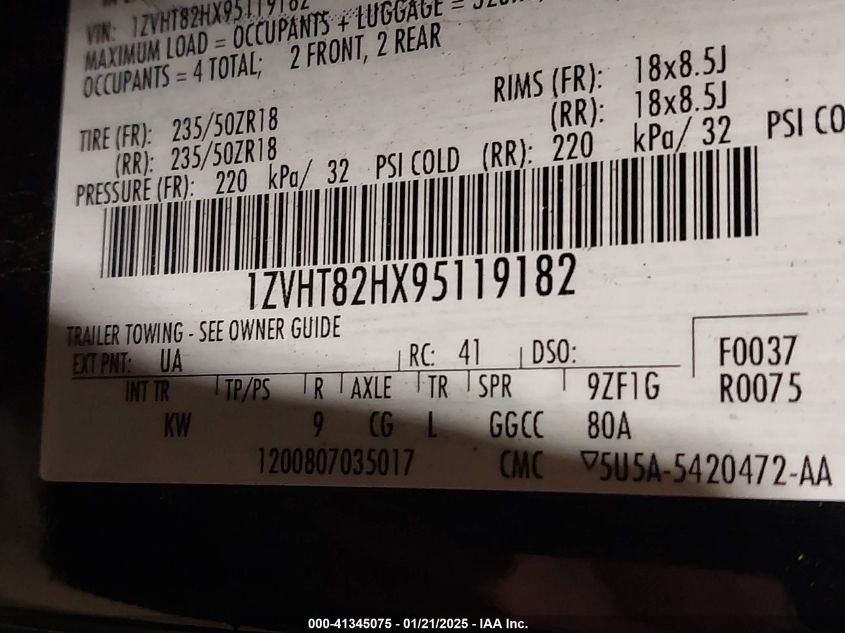 VIN: 1ZVHT82HX95119182
MAXIMUM LOAD = OCCUPANTS + LUGGAGE =
OCCUPANTS = 4 TOTAL; 2 FRONT, 2 REAR
TIRE (FR): 235/50ZR18 RIMS (FR): 18x8.5J
(RR): 235/50ZR18 (RR): 18x8.5J
PRESSURE (FR): 220 kPa/ 32 PSI COLD (RR): 220 kPa/ 32 PSI CO
1ZVHT82HX95119182
TRAILER TOWING - SEE OWNER GUIDE
EXT PNT: UA RC: 41 DSO: F0037
INT TR TP/PS R AXLE TR SPR 9ZF1G R0075
KW 9 CG L GGCC 80A
1200807035017 CMC ▽5U5A-5420472-AA
000-41345075 - 01/21/2025 - IAA Inc.